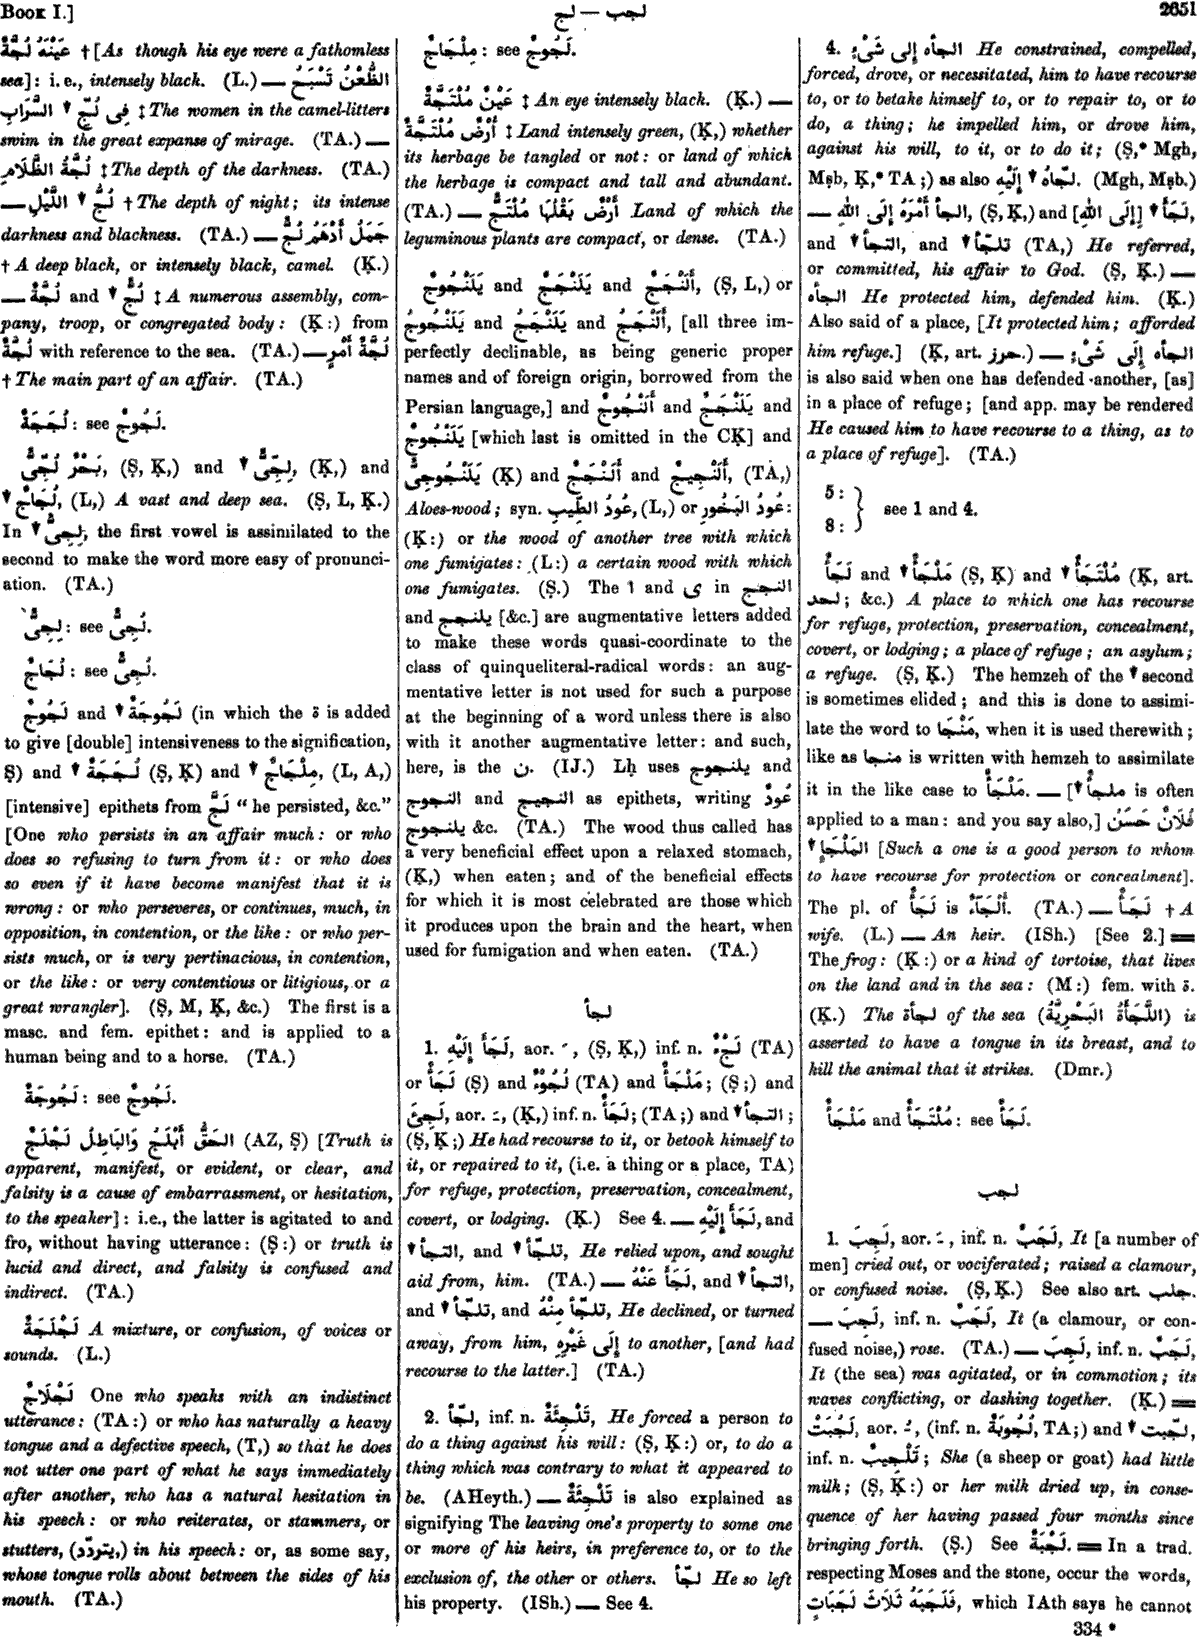 Book I.]
لج — لجب
2651
عَيْنُهُ لُجَّةٌ † [As though his eye were a fathomless
sea]: i. e., intensely black. (L.) — الظُّعُنُ تَسْبَحُ
فِى لُجِّ السَّرَابِ ‡ The women in the camel-litters
swim in the great expanse of mirage. (TA.) —
لُجَّةُ الظَّلَامِ ‡ The depth of the darkness. (TA.)
— لُجُّ اللَّيْلِ † The depth of night; its intense
darkness and blackness. (TA.) — جَمَلٌ أَدْهَمُ لُجٌّ
† A deep black, or intensely black, camel. (Ḳ.)
— لُجَّةٌ and لُجٌّ ‡ A numerous assembly, com-
pany, troop, or congregated body: (Ḳ:) from
لُجَّةٌ with reference to the sea. (TA.) — لُجَّةُ أَمْرٍ
† The main part of an affair. (TA.)
لُجَجَةٌ: see لَجُوجٌ.
بَحْرٌ لُجِّىٌّ, (Ṣ, Ḳ,) and لِجِّىٌّ, (Ḳ,) and
لُجَاجٌ, (L,) A vast and deep sea. (Ṣ, L, Ḳ.)
In لِجِىٌّ, the first vowel is assimilated to the
second to make the word more easy of pronunci-
ation. (TA.)
لِجِىٌّ: see لُجِّىٌّ.
لُجَاجٌ: see لُجِّىٌّ.
لَجُوجٌ and لَجُوجَةٌ (in which the ة is added
to give [double] intensiveness to the signification,
Ṣ) and لُجَجَةٌ (Ṣ, Ḳ) and مِلْجَاجٌ, (L, A,)
[intensive] epithets from لَجَّ “he persisted, &c.”
[One who persists in an affair much: or who
does so refusing to turn from it: or who does
so even if it have become manifest that it is
wrong: or who perseveres, or continues, much, in
opposition, in contention, or the like: or who per-
sists much, or is very pertinacious, in contention,
or the like: or very contentious or litigious, or a
great wrangler]. (Ṣ, M, Ḳ, &c.) The first is a
masc. and fem. epithet: and is applied to a
human being and to a horse. (TA.)
لَجُوجَةٌ: see لَجُوجٌ.
الحَقُّ أَبْلَجُ وَالبَاطِلُ لَجْلَجٌ (AZ, Ṣ) [Truth is
apparent, manifest, or evident, or clear, and
falsity is a cause of embarrassment, or hesitation,
to the speaker]: i.e., the latter is agitated to and
fro, without having utterance: (Ṣ:) or truth is
lucid and direct, and falsity is confused and
indirect. (TA.)
لَجْلَجَةٌ A mixture, or confusion, of voices or
sounds. (L.)
لَجْلَاجٌ One who speaks with an indistinct
utterance: (TA:) or who has naturally a heavy
tongue and a defective speech, (T,) so that he does
not utter one part of what he says immediately
after another, who has a natural hesitation in
his speech: or who reiterates, or stammers, or
stutters, (يتردّد,) in his speech: or, as some say,
whose tongue rolls about between the sides of his
mouth. (TA.)
مِلْجَاجٌ: see لَجُوجٌ.
عَيْنٌ مُلْتَجَّةٌ ‡ An eye intensely black. (Ḳ.) —
أَرْضٌ مُلْتَجَّةٌ ‡ Land intensely green, (Ḳ,) whether
its herbage be tangled or not: or land of which
the herbage is compact and tall and abundant.
(TA.) — أَرْضٌ بَقْلُهَا مُلْتَجٌّ Land of which the
leguminous plants are compact, or dense. (TA.)
يَلَنْجُوجٌ and يَلَنْجَجٌ and أَلَنْجَجٌ, (Ṣ, L,) or
يَلَنْجُوجُ and يَلَنْجَجُ and أَلَنْجَجُ, [all three im-
perfectly declinable, as being generic proper
names and of foreign origin, borrowed from the
Persian language,] and أَلَنْجُوجٌ and يَلَنْجَجٌ and
يَلَنْجُوجٌ [which last is omitted in the CḲ] and
يَلَنْجُوجِىٌّ (Ḳ) and أَلَنْجَجٌ and أَلَنْجِيجٌ, (TA,)
Aloes-wood; syn. عُودُ الطِّيبِ, (L,) or عُودُ البَخُورِ:
(Ḳ:) or the wood of another tree with which
one fumigates: (L:) a certain wood with which
one fumigates. (Ṣ.) The ا and ى in النجج
and يلنجج [&c.] are augmentative letters added
to make these words quasi-coordinate to the
class of quinqueliteral-radical words: an aug-
mentative letter is not used for such a purpose
at the beginning of a word unless there is also
with it another augmentative letter: and such,
here, is the ن. (IJ.) Lḥ uses يلنجوج and
النجوج and النجيج as epithets, writing عُودٌ
يلنجوج &c. (TA.) The wood thus called has
a very beneficial effect upon a relaxed stomach,
(Ḳ,) when eaten; and of the beneficial effects
for which it is most celebrated are those which
it produces upon the brain and the heart, when
used for fumigation and when eaten. (TA.)
لجأ
1. لَجَأَ إِلَيْهِ, aor. ـَ, (Ṣ, Ḳ,) inf. n. لَجْءٌ (TA)
or لَجَأٌ (Ṣ) and لُجُوْءٌ (TA) and مَلْجَأٌ; (Ṣ;) and
لَجِئَ, aor. ـَ, (Ḳ,) inf. n. لَجَأٌ; (TA;) and التجأ;
(Ṣ, Ḳ;) He had recourse to it, or betook himself to
it, or repaired to it, (i.e. a thing or a place, TA)
for refuge, protection, preservation, concealment,
covert, or lodging. (Ḳ.) See 4. — لَجَأَ إِلَيْهِ, and
التجأ, and تلجّأ, He relied upon, and sought
aid from, him. (TA.) — لَجَأَ عَنْهُ, and التجأ,
and تلجّأ, and تلجّأ مِنْهُ, He declined, or turned
away, from him, إِلَى غَيْرِهِ to another, [and had
recourse to the latter.] (TA.)
2. لجّأ, inf. n. تَلْجِئَةٌ, He forced a person to
do a thing against his will: (Ṣ, Ḳ:) or, to do a
thing which was contrary to what it appeared to
be. (AHeyth.) — تَلْجِئَةٌ is also explained as
signifying The leaving one's property to some one
or more of his heirs, in preference to, or to the
exclusion of, the other or others. لجّأ He so left
his property. (ISh.) — See 4.
4. الجأه إِلَى شَىْءٍ He constrained, compelled,
forced, drove, or necessitated, him to have recourse
to, or to betake himself to, or to repair to, or to
do, a thing; he impelled him, or drove him,
against his will, to it, or to do it; (Ṣ,* Mgh,
Mṣb, Ḳ,* TA;) as also لجّأهُ إِلَيْهِ. (Mgh, Mṣb.)
— الجأ أَمْرَهُ إِلَى اللّٰهِ, (Ṣ, Ḳ,) and [إِلَى اللّٰهِ] لَجَأَ,
and التجأ, and تلجّأ (TA,) He referred,
or committed, his affair to God. (Ṣ, Ḳ.) —
الجأه He protected him, defended him. (Ḳ.)
Also said of a place, [It protected him; afforded
him refuge.] (Ḳ, art. حرز.) — الجأه إِلَى شَىْءٍ
is also said when one has defended another, [as]
in a place of refuge; [and app. may be rendered
He caused him to have recourse to a thing, as to
a place of refuge]. (TA.)
5:
8: } see 1 and 4.
لَجَأٌ and مَلْجَأٌ (Ṣ, Ḳ) and مُلْتَجَأٌ (Ḳ, art.
لحد; &c.) A place to which one has recourse
for refuge, protection, preservation, concealment,
covert, or lodging; a place of refuge; an asylum;
a refuge. (Ṣ, Ḳ.) The hemzeh of the second
is sometimes elided; and this is done to assimi-
late the word to مَنْجَا, when it is used therewith;
like as منجا is written with hemzeh to assimilate
it in the like case to مَلْجَأٌ. — [ملجأ is often
applied to a man: and you say also,] فُلَانٌ حَسَنُ
المَلْجَإِ [Such a one is a good person to whom
to have recourse for protection or concealment].
The pl. of لَجَأٌ is أَلْجَآءٌ. (TA.) — لَجَأٌ † A
wife. (L.) — An heir. (ISh.) [See 2.] ═
The frog: (Ḳ:) or a kind of tortoise, that lives
on the land and in the sea: (M:) fem. with ة.
(Ḳ.) The لجأة of the sea (اللَّجَأَةُ البَحْرِيَّةُ) is
asserted to have a tongue in its breast, and to
kill the animal that it strikes. (Dmr.)
مَلْجَأٌ and مُلْتَجَأٌ: see لَجَأٌ.
لجب
1. لَجِبَ, aor. ـَ, inf. n. لَجَبٌ, It [a number of
men] cried out, or vociferated; raised a clamour,
or confused noise. (Ṣ, Ḳ.) See also art. جلب.
— لَجِبَ, inf. n. لَجَبٌ, It (a clamour, or con-
fused noise,) rose. (TA.) — لَجِبَ, inf. n. لَجَبٌ,
It (the sea) was agitated, or in commotion; its
waves conflicting, or dashing together. (Ḳ.) ═
لَجُبَتْ, aor. ـُ, (inf. n. لُجُوبَةٌ, TA;) and لجّبت,
inf. n. تَلْجِيبٌ; She (a sheep or goat) had little
milk; (Ṣ, Ḳ:) or her milk dried up, in conse-
quence of her having passed four months since
bringing forth. (Ṣ.) See لَجْبَةٌ. ═ In a trad.
respecting Moses and the stone, occur the words,
فَلَجَبَهُ ثَلَاثَ لَجَبَاتٍ, which IAth says he cannot
334 *